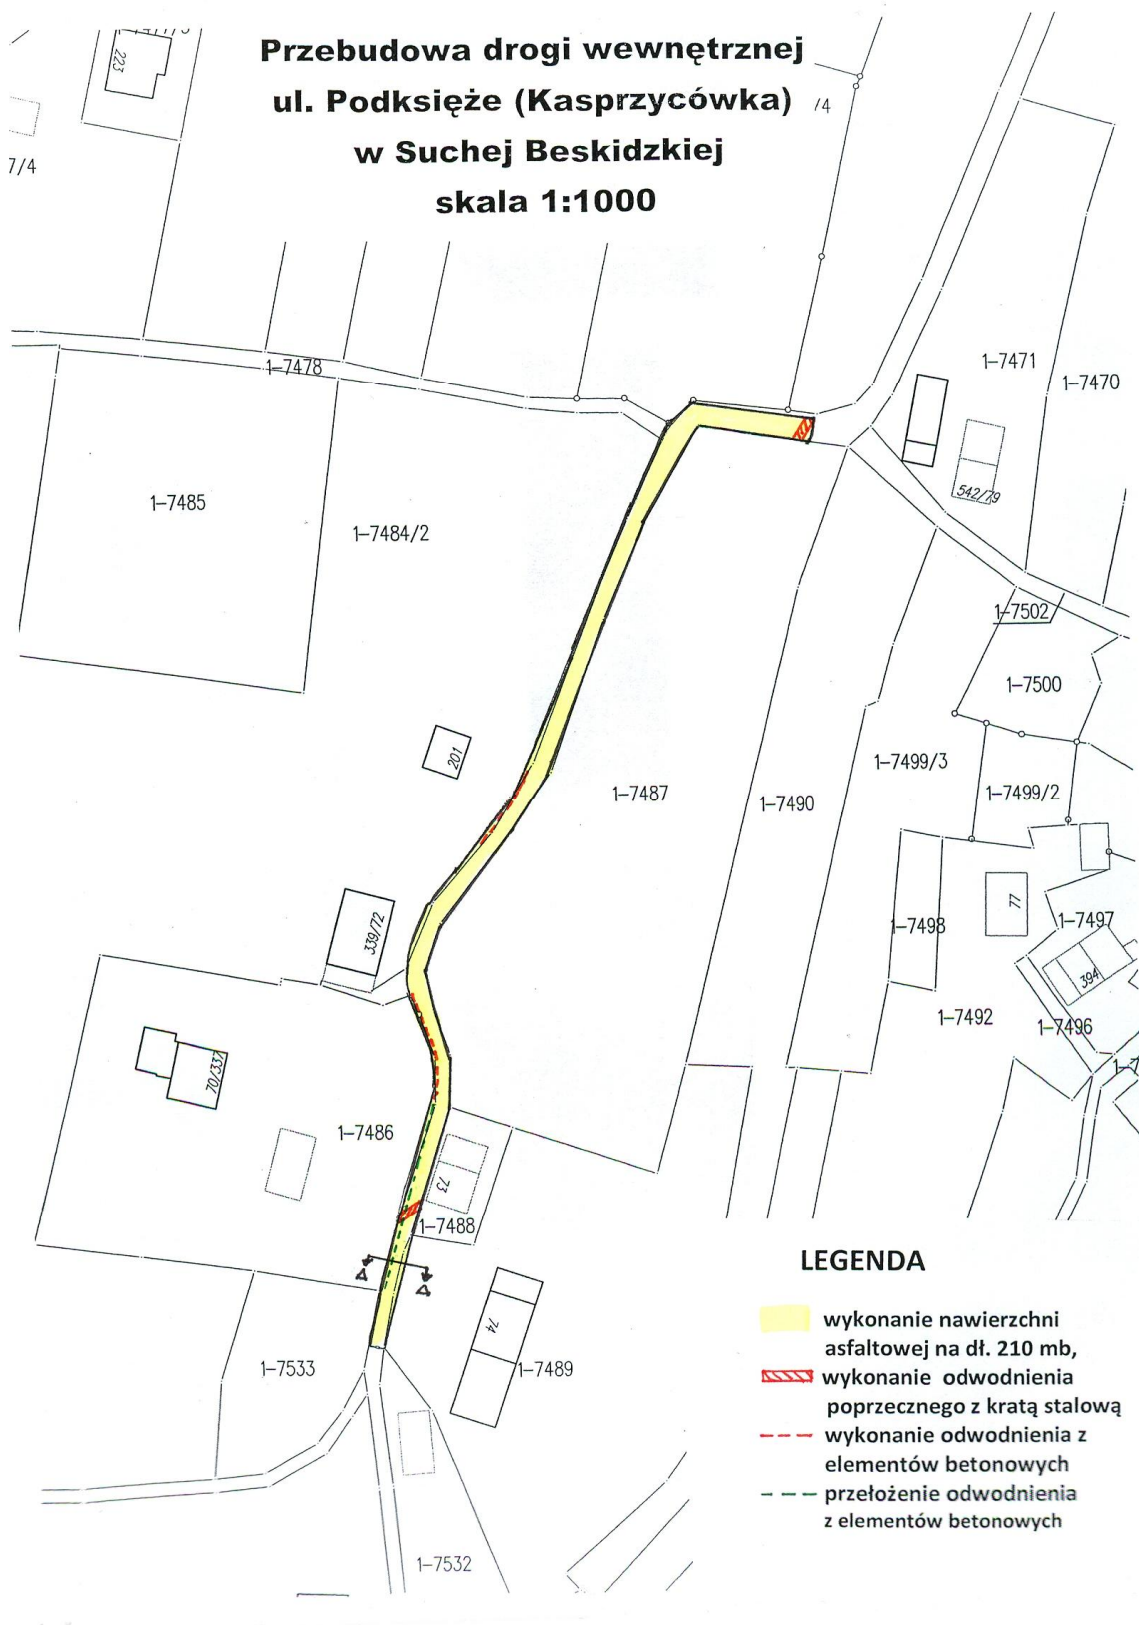 Przebudowa drogi wewnętrznej
ul. Podksięże (Kasprzycówka)
w Suchej Beskidzkiej
skala 1:1000
223
/4
7/4
1-7478
1-7471
1-7470
1-7485
1-7484/2
542/79
1-7502
1-7500
201
1-7487
1-7490
1-7499/3
1-7499/2
339/72
1-7498
77
1-7497
394
1-7492
1-7496
70/337
1-7486
73
1-7488
A
A
74
1-7533
1-7489
1-7532
LEGENDA
wykonanie nawierzchni
asfaltowej na dł. 210 mb,
wykonanie odwodnienia
poprzecznego z kratą stalową
wykonanie odwodnienia z
elementów betonowych
przełożenie odwodnienia
z elementów betonowych